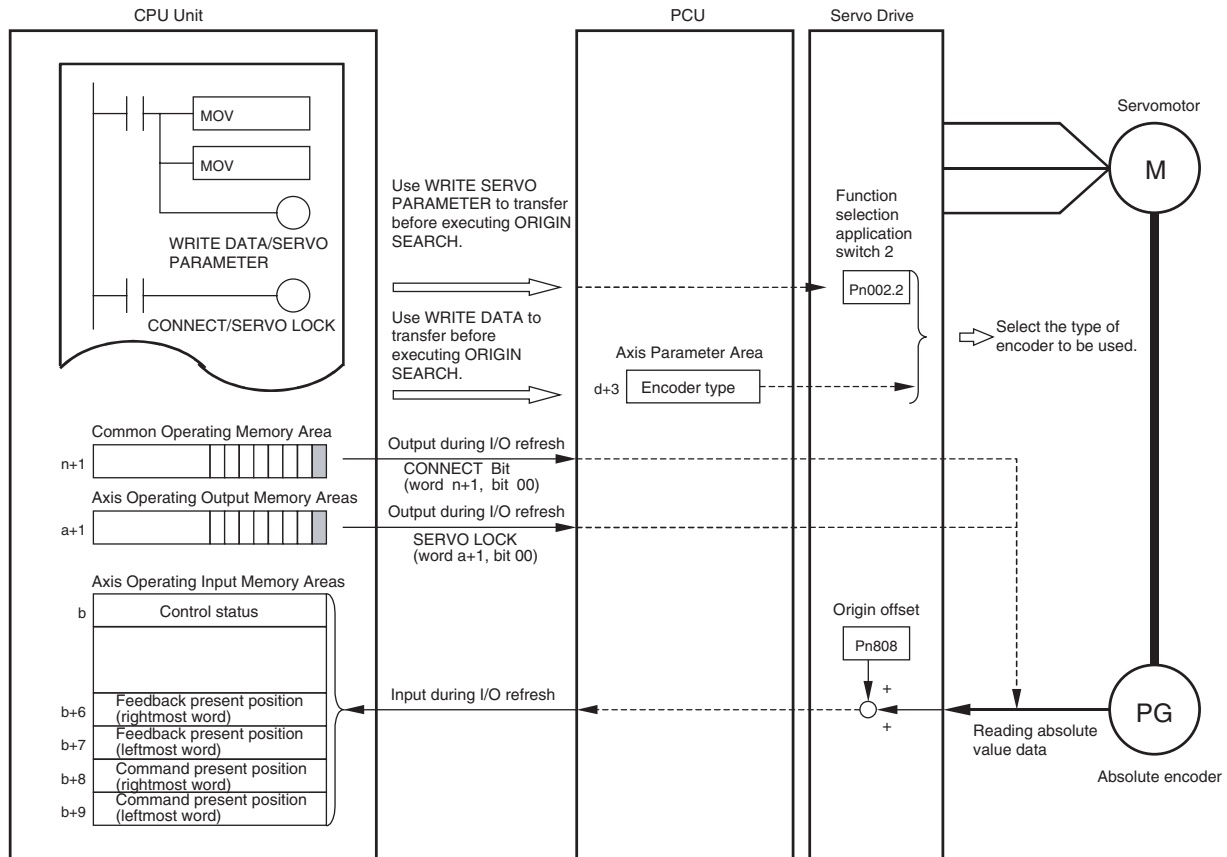 CPU Unit
PCU
Servo Drive
MOV
MOV
WRITE DATA/SERVO
PARAMETER
CONNECT/SERVO LOCK
Use WRITE SERVO
PARAMETER to transfer
before executing ORIGIN
SEARCH.
Use WRITE DATA to
transfer before
executing ORIGIN
SEARCH.
Axis Parameter Area
d+3
Encoder type
Function
selection
application
switch 2
Pn002.2
Select the type of
encoder to be used.
Servomotor
M
Common Operating Memory Area
n+1
Output during I/O refresh
CONNECT Bit
(word n+1, bit 00)
Axis Operating Output Memory Areas
a+1
Output during I/O refresh
SERVO LOCK
(word a+1, bit 00)
Axis Operating Input Memory Areas
b
Control status
b+6
Feedback present position
(rightmost word)
b+7
Feedback present position
(leftmost word)
b+8
Command present position
(rightmost word)
b+9
Command present position
(leftmost word)
Input during I/O refresh
Origin offset
Pn808
+
+
Reading absolute
value data
PG
Absolute encoder